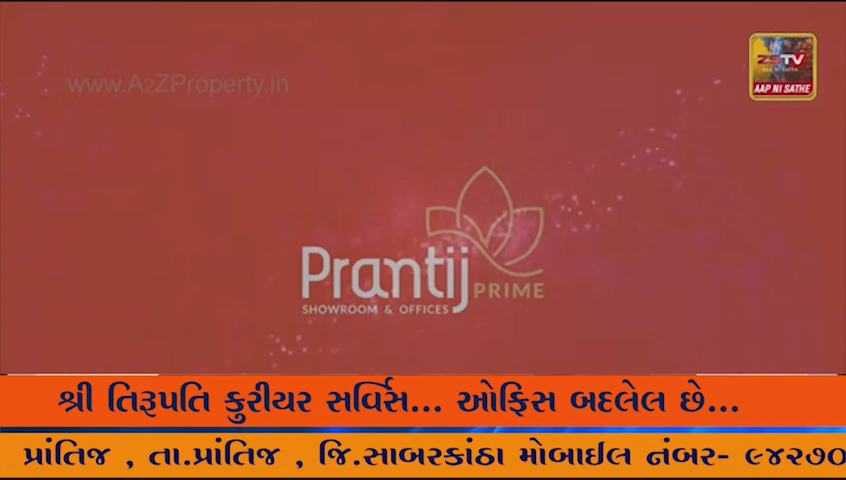 www.A2ZProperty.in
TV
AAP NI SATHE
Prantij
PRIME
SHOWROOM & OFFICES
શ્રી તિરૂપતિ કુરીયર સર્વિસ... ઓફિસ બદલેલ છે...
પ્રાંતિજ , તા.પ્રાંતિજ , જિ.સાબરકાંઠા મોબાઈલ નંબર- ૯૪૨૭૦